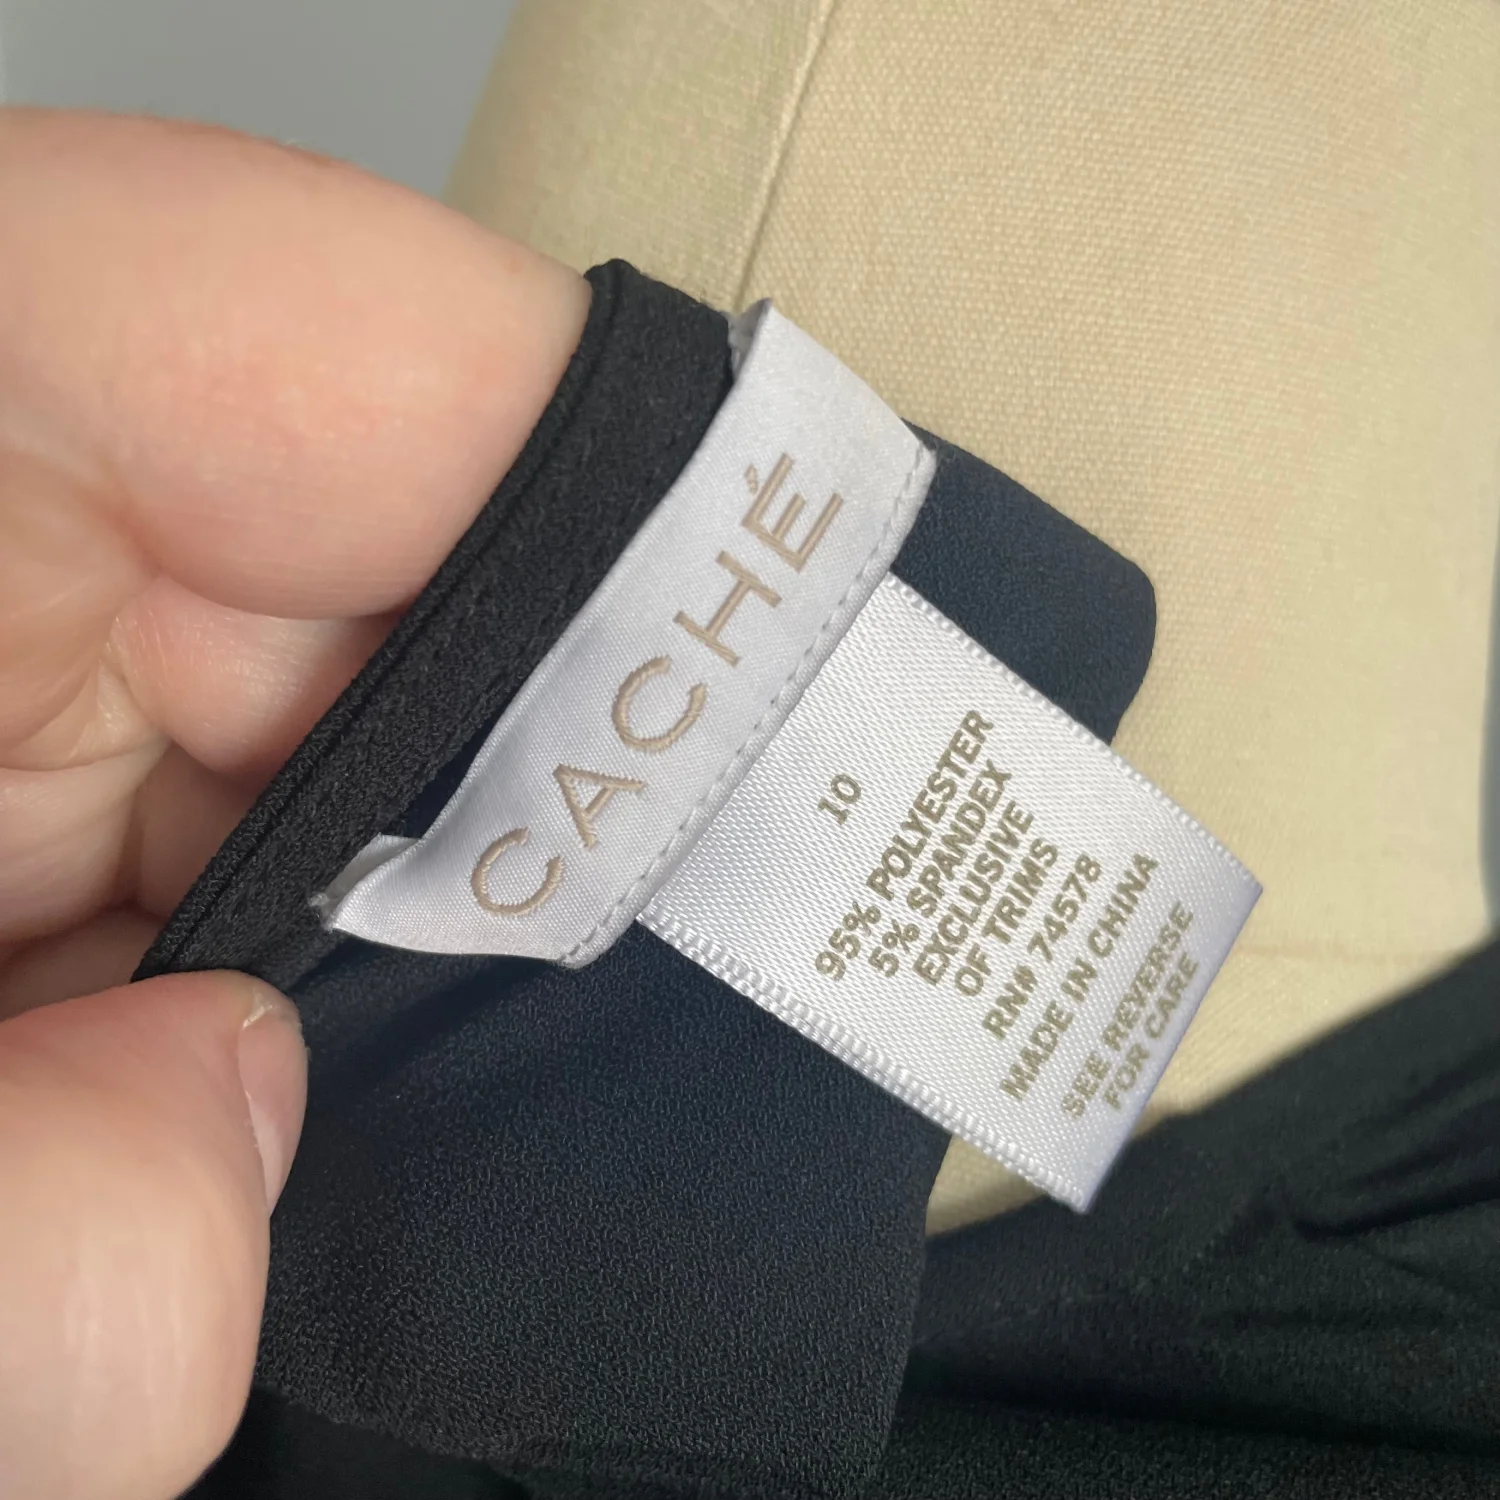 CACHÉ
10
95% POLYESTER
5% SPANDEX
EXCLUSIVE
OF TRIMS
RN# 74578
MADE IN CHINA
SEE REVERSE
FOR CARE